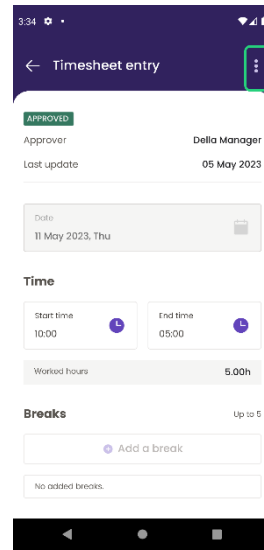 3:34
Timesheet entry
APPROVED
Approver Della Manager
Last update 05 May 2023
Date
11 May 2023, Thu
Time
Start time End time
10:00 05:00
Worked hours 5.00h
Breaks Up to 5
Add a break
No added breaks.